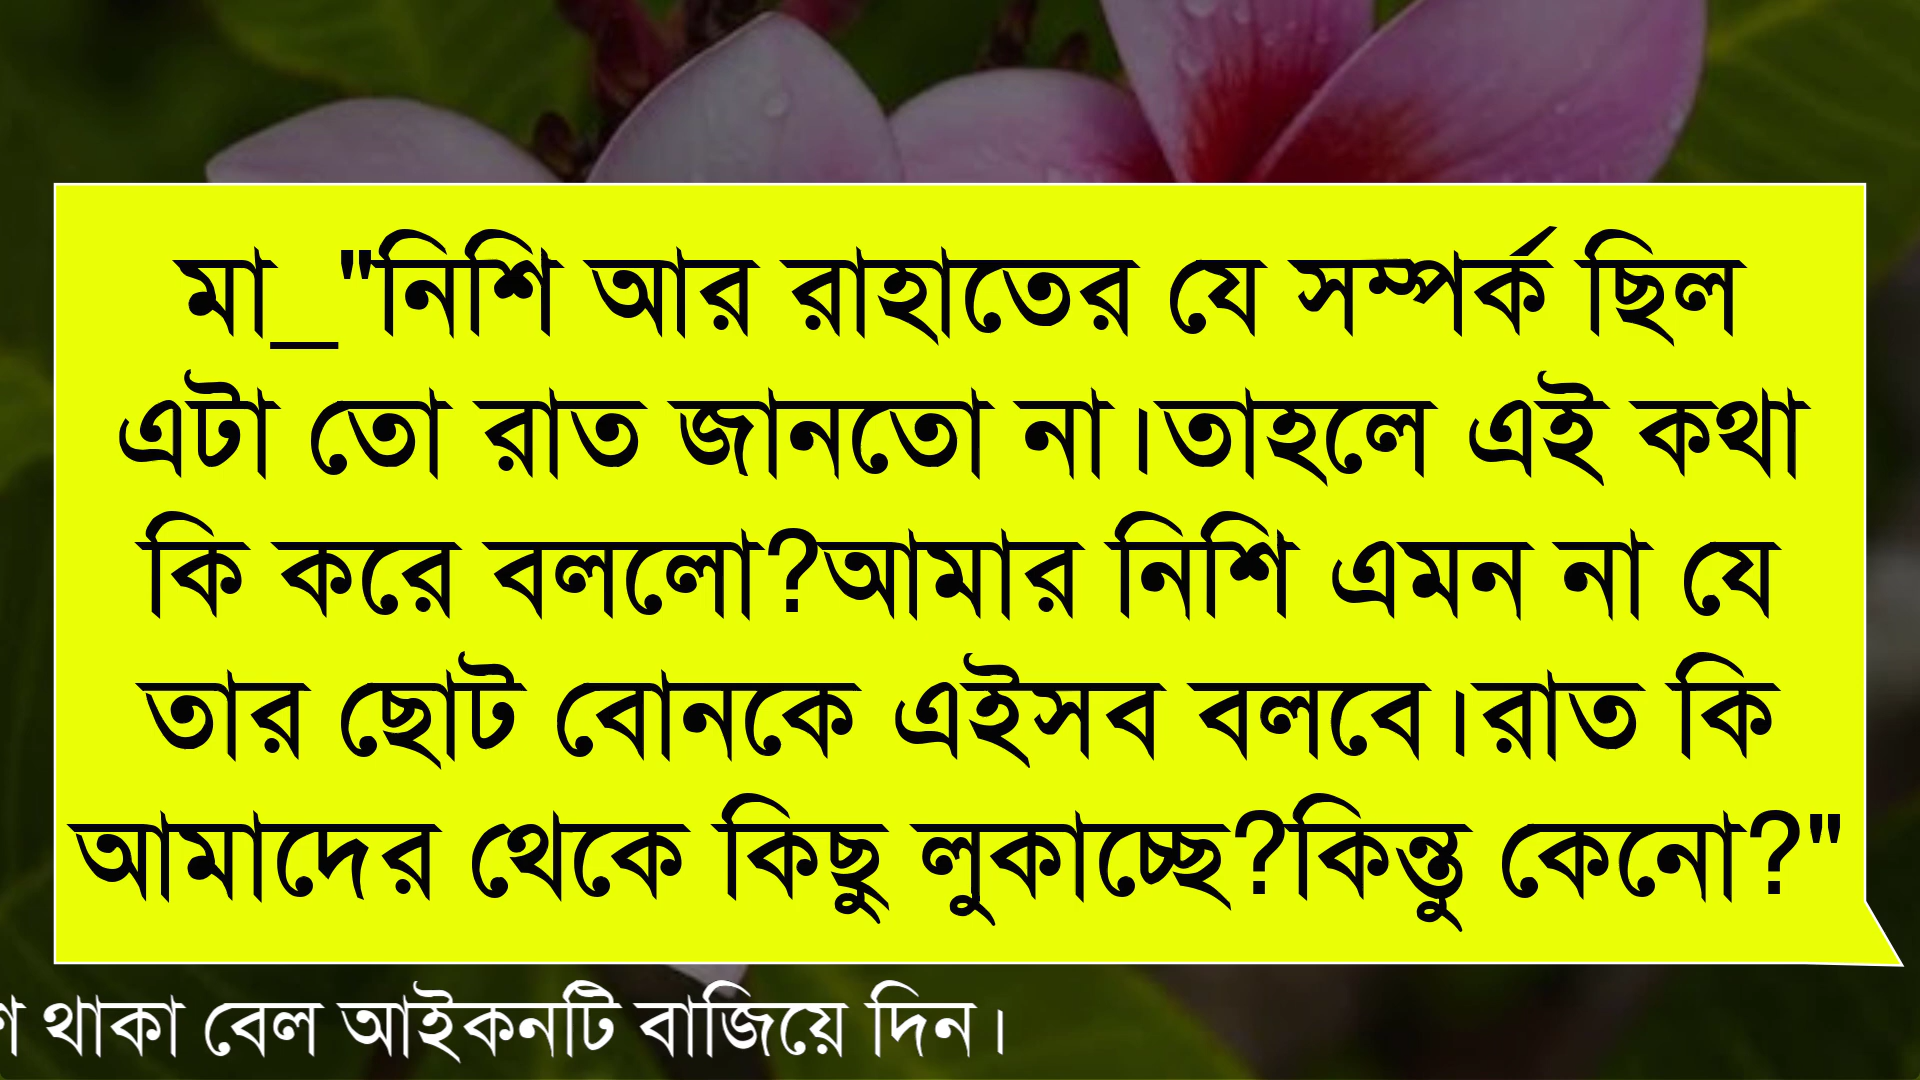 মা_"নিশি আর রাহাতের যে সম্পর্ক ছিল
এটা তো রাত জানতো না।তাহলে এই কথা
কি করে বললো?আমার নিশি এমন না যে
তার ছোট বোনকে এইসব বলবে।রাত কি
আমাদের থেকে কিছু লুকাচ্ছে?কিন্তু কেনো?"
থাকা বেল আইকনটি বাজিয়ে দিন।